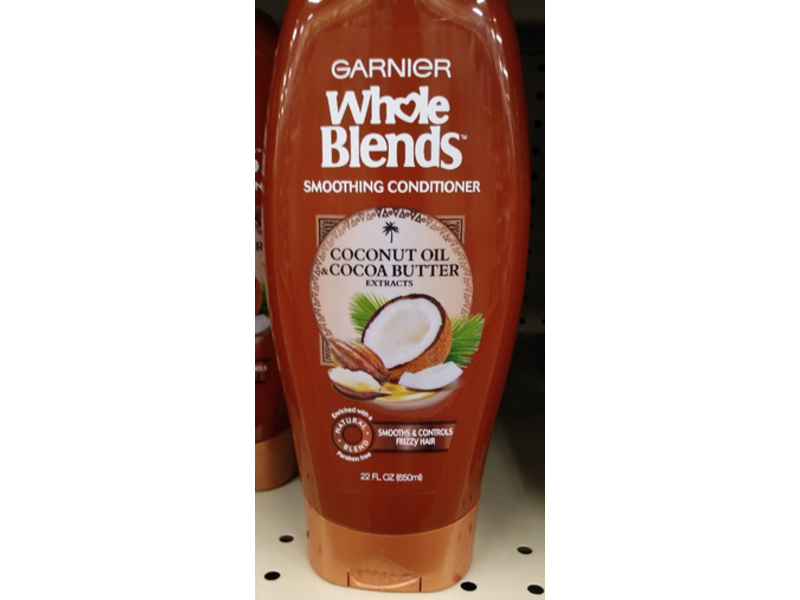 GARNIER
Whole
Blends™
SMOOTHING CONDITIONER
COCONUT OIL
& COCOA BUTTER
EXTRACTS
Enriched with a
NATURAL BLEND
Paraben free
SMOOTHS & CONTROLS
FRIZZY HAIR
22 FL OZ (650ml)